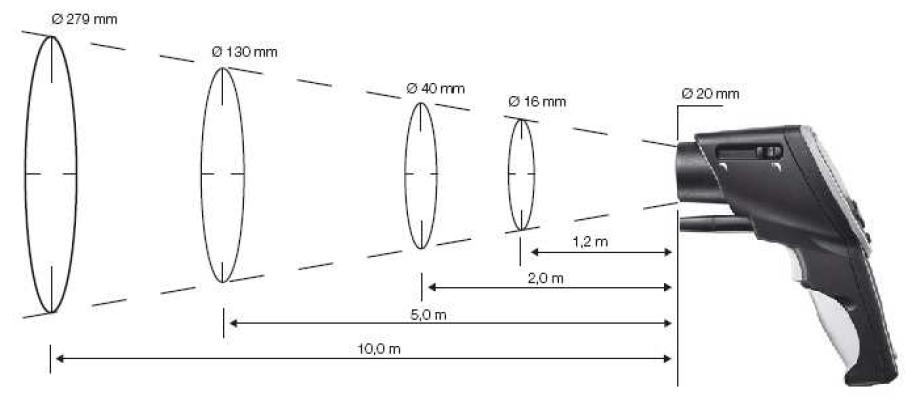 Ø 279 mm
Ø 130 mm
Ø 40 mm
Ø 16 mm
Ø 20 mm
1,2 m
2,0 m
5,0 m
10,0 m